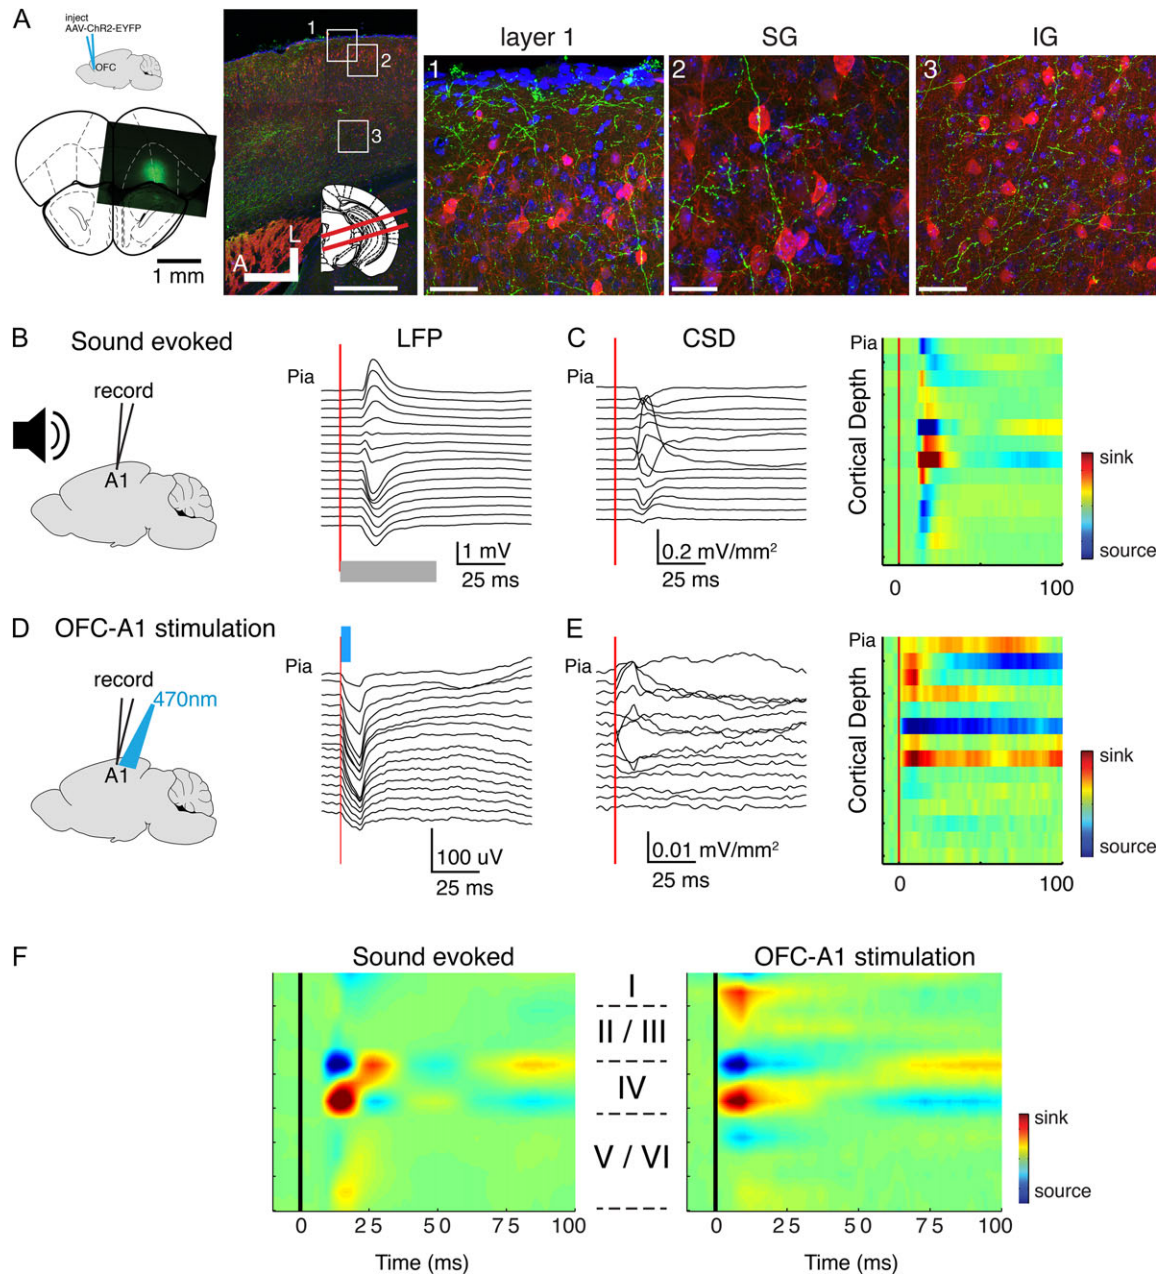 A
inject
AAV-ChR2-EYFP
OFC
1 mm
1
2
3
A
L
layer 1
1
SG
2
IG
3
B
Sound evoked
record
A1
LFP
Pia
1 mV
25 ms
C
CSD
Pia
0.2 mV/mm²
25 ms
Pia
Cortical Depth
0
100
sink
source
D
OFC-A1 stimulation
record
470nm
A1
Pia
100 uV
25 ms
E
Pia
0.01 mV/mm²
25 ms
Pia
Cortical Depth
0
100
sink
source
F
Sound evoked
0 25 50 75 100
Time (ms)
I
II / III
IV
V / VI
OFC-A1 stimulation
0 25 50 75 100
Time (ms)
sink
source